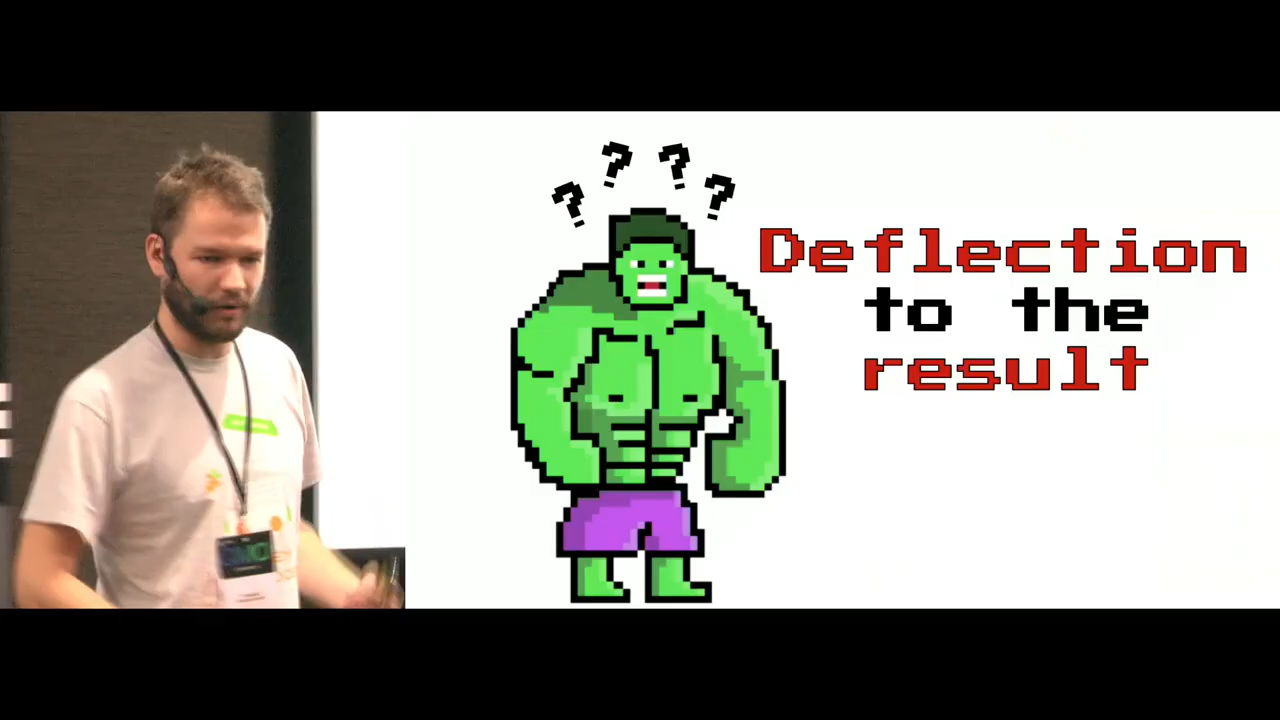 ? ? ? ?
Deflection
to the
result